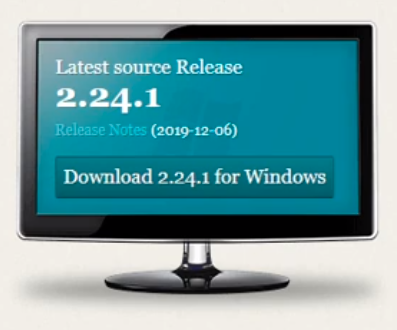 Latest source Release
2.24.1
Release Notes (2019-12-06)
Download 2.24.1 for Windows